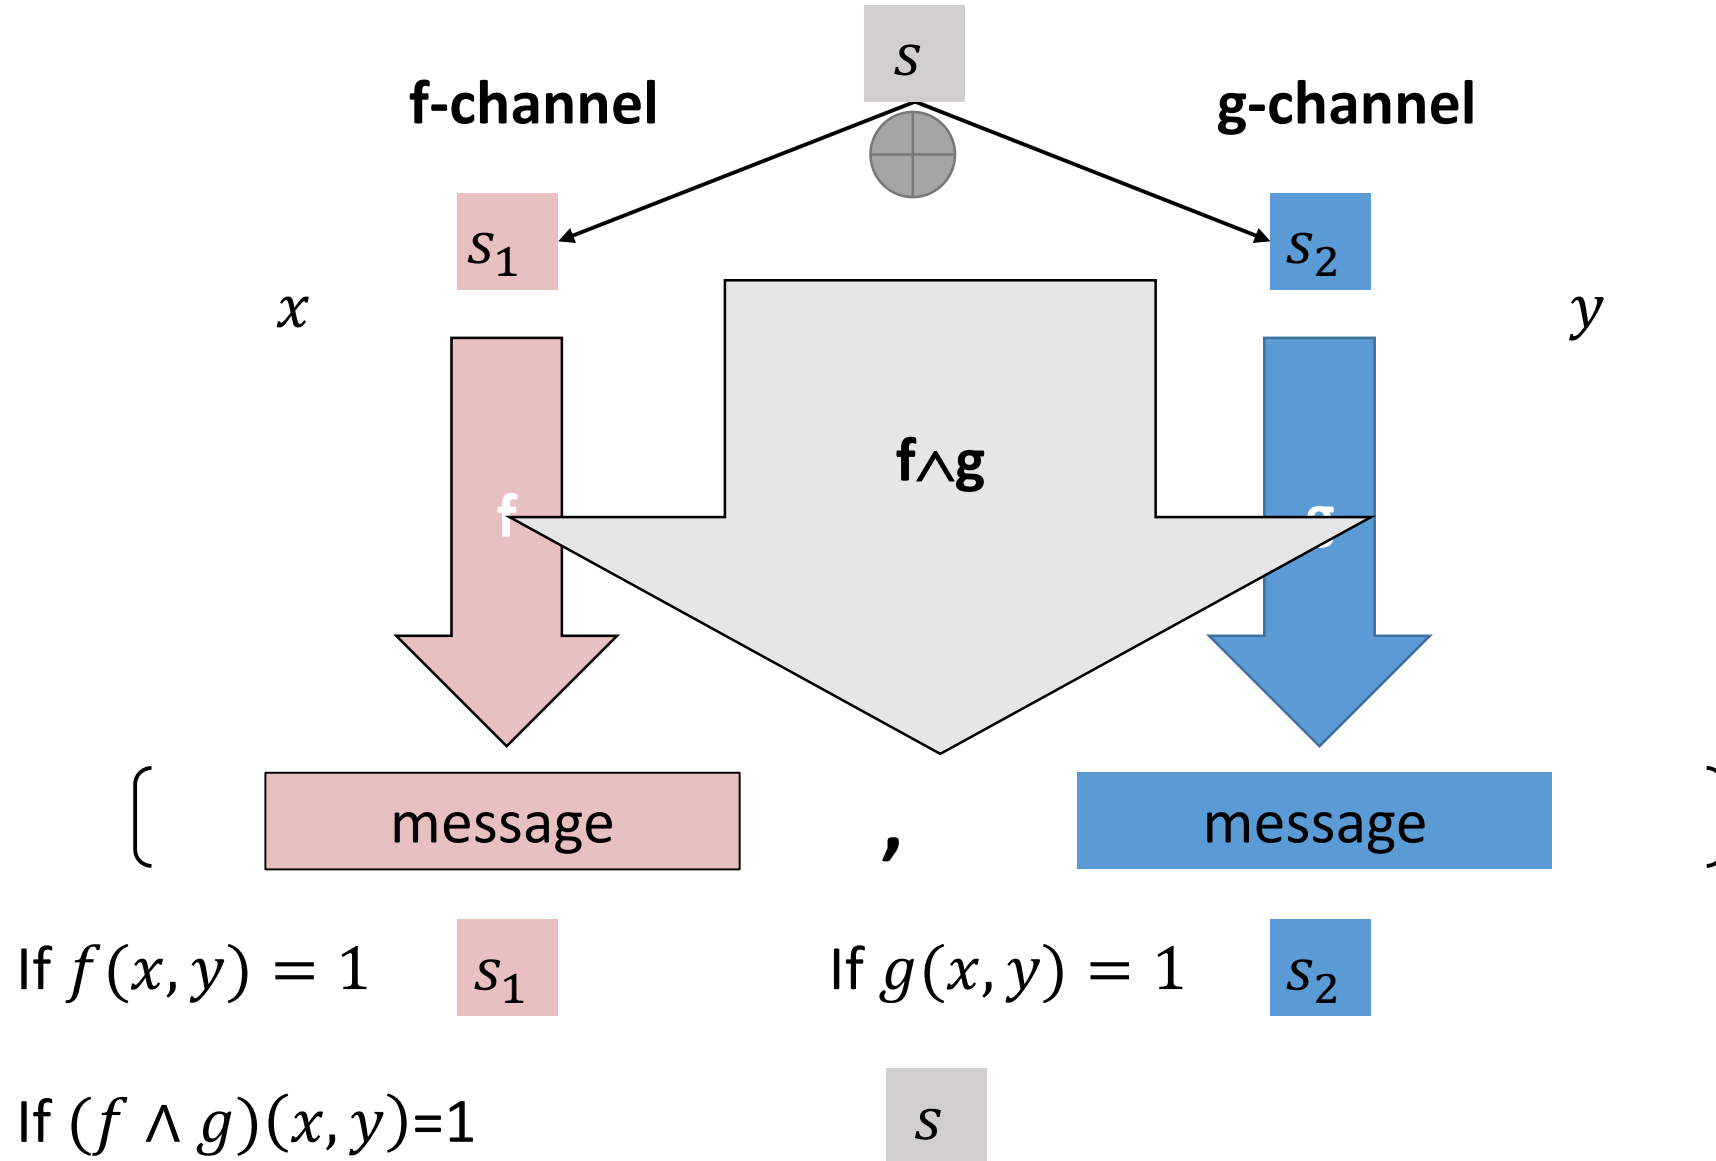 s
f-channel
g-channel
s₁
s₂
x
y
f∧g
f
g
( message , message )
If f(x, y) = 1 s₁ If g(x, y) = 1 s₂
If (f ∧ g)(x, y)=1 s